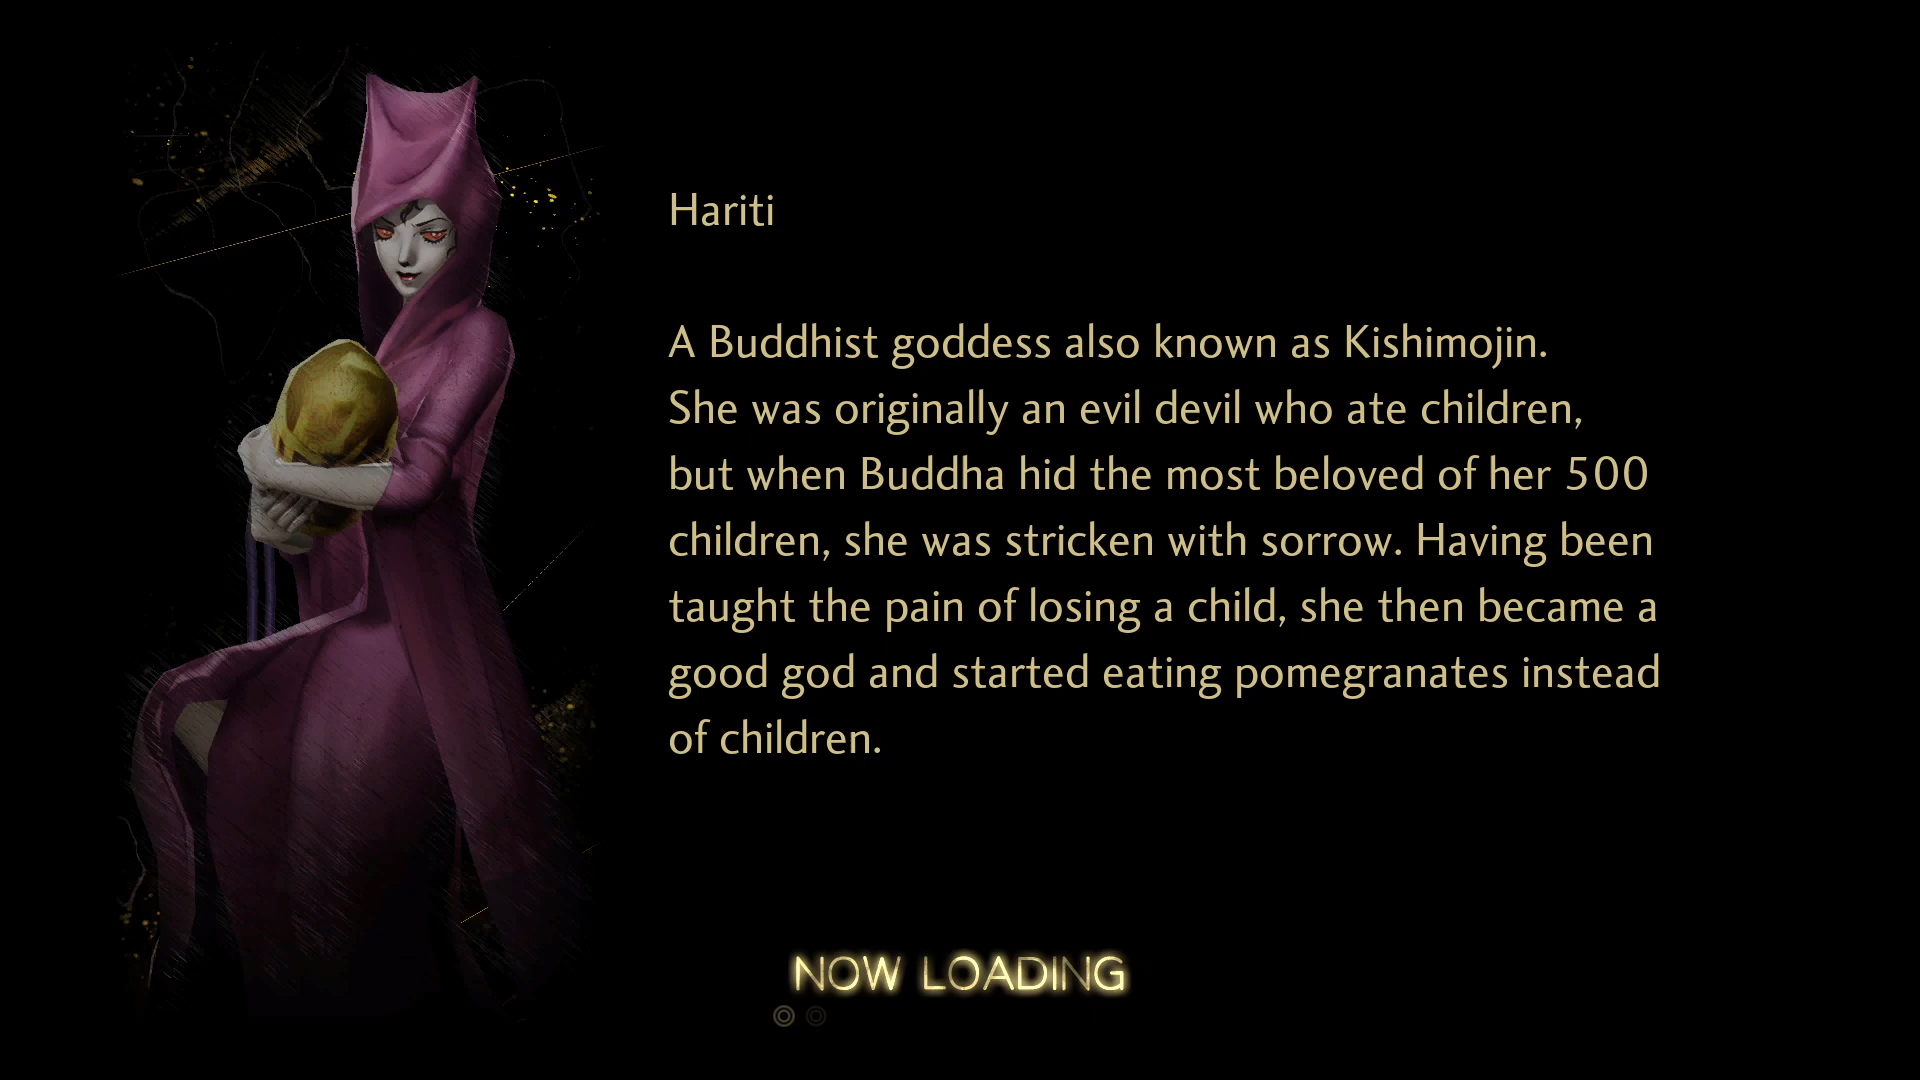 Hariti
A Buddhist goddess also known as Kishimojin.
She was originally an evil devil who ate children,
but when Buddha hid the most beloved of her 500
children, she was stricken with sorrow. Having been
taught the pain of losing a child, she then became a
good god and started eating pomegranates instead
of children.
NOW LOADING